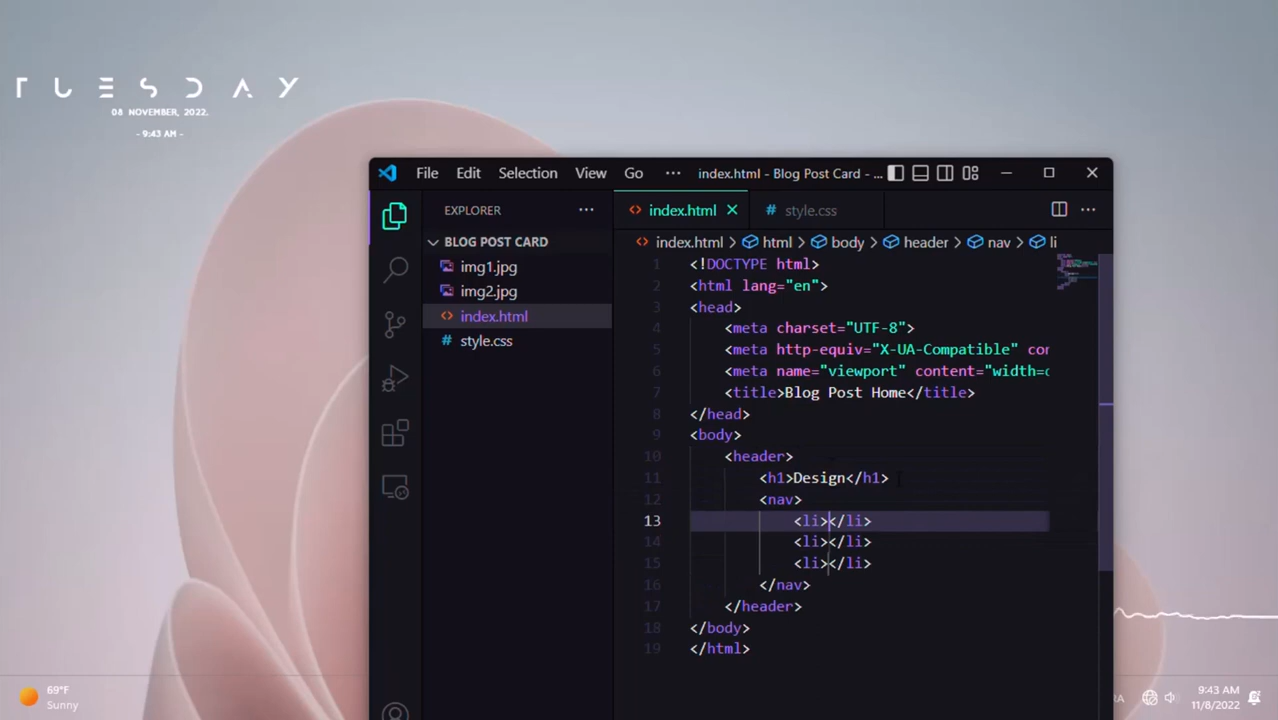 TUESDAY
08 NOVEMBER, 2022.
- 9:43 AM -
File Edit Selection View Go ··· index.html - Blog Post Card - ...
EXPLORER ···
index.html
# style.css
BLOG POST CARD
index.html > html > body > header > nav > li
img1.jpg
img2.jpg
index.html
# style.css
1 <!DOCTYPE html>
2 <html lang="en">
3 <head>
4 <meta charset="UTF-8">
5 <meta http-equiv="X-UA-Compatible" con
6 <meta name="viewport" content="width=
7 <title>Blog Post Home</title>
8 </head>
9 <body>
10 <header>
11 <h1>Design</h1>
12 <nav>
13 <li></li>
14 <li></li>
15 <li></li>
16 </nav>
17 </header>
18 </body>
19 </html>
69°F
Sunny
9:43 AM
11/8/2022